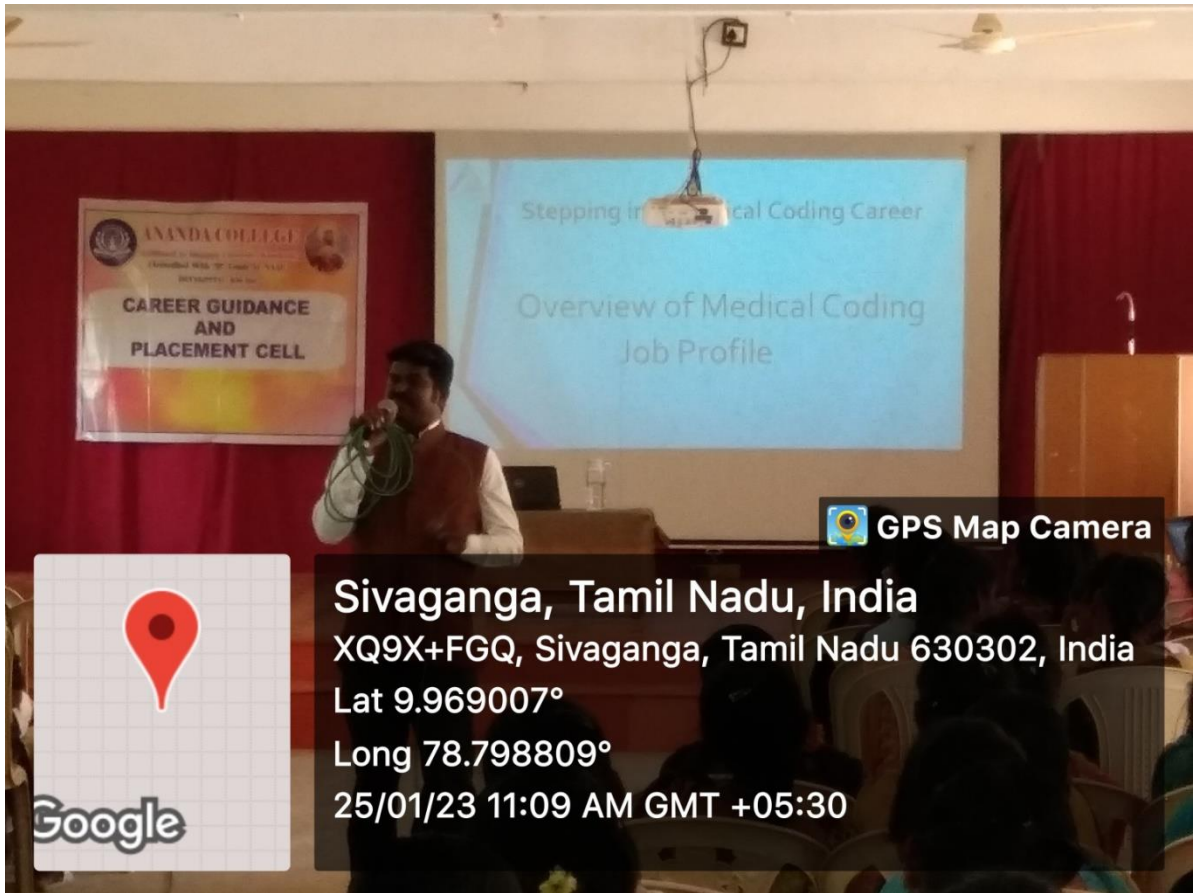 ANANDA COLLEGE
CAREER GUIDANCE
AND
PLACEMENT CELL
Stepping in cal Coding Career
Overview of Medical Coding
Job Profile
GPS Map Camera
Sivaganga, Tamil Nadu, India
XQ9X+FGQ, Sivaganga, Tamil Nadu 630302, India
Lat 9.969007°
Long 78.798809°
25/01/23 11:09 AM GMT +05:30
Google